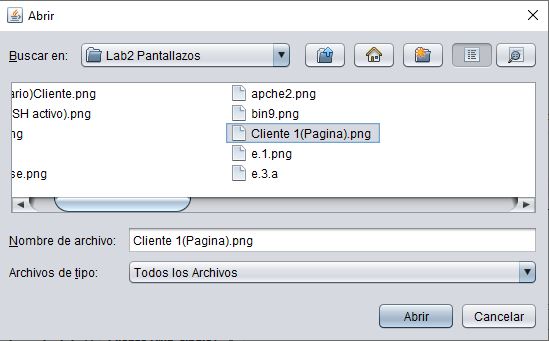 Abrir
Buscar en: Lab2 Pantallazos
ario)Cliente.png
SH activo).png
ng
se.png
apche2.png
bin9.png
Cliente 1(Pagina).png
e.1.png
e.3.a
Nombre de archivo: Cliente 1(Pagina).png
Archivos de tipo: Todos los Archivos
Abrir Cancelar